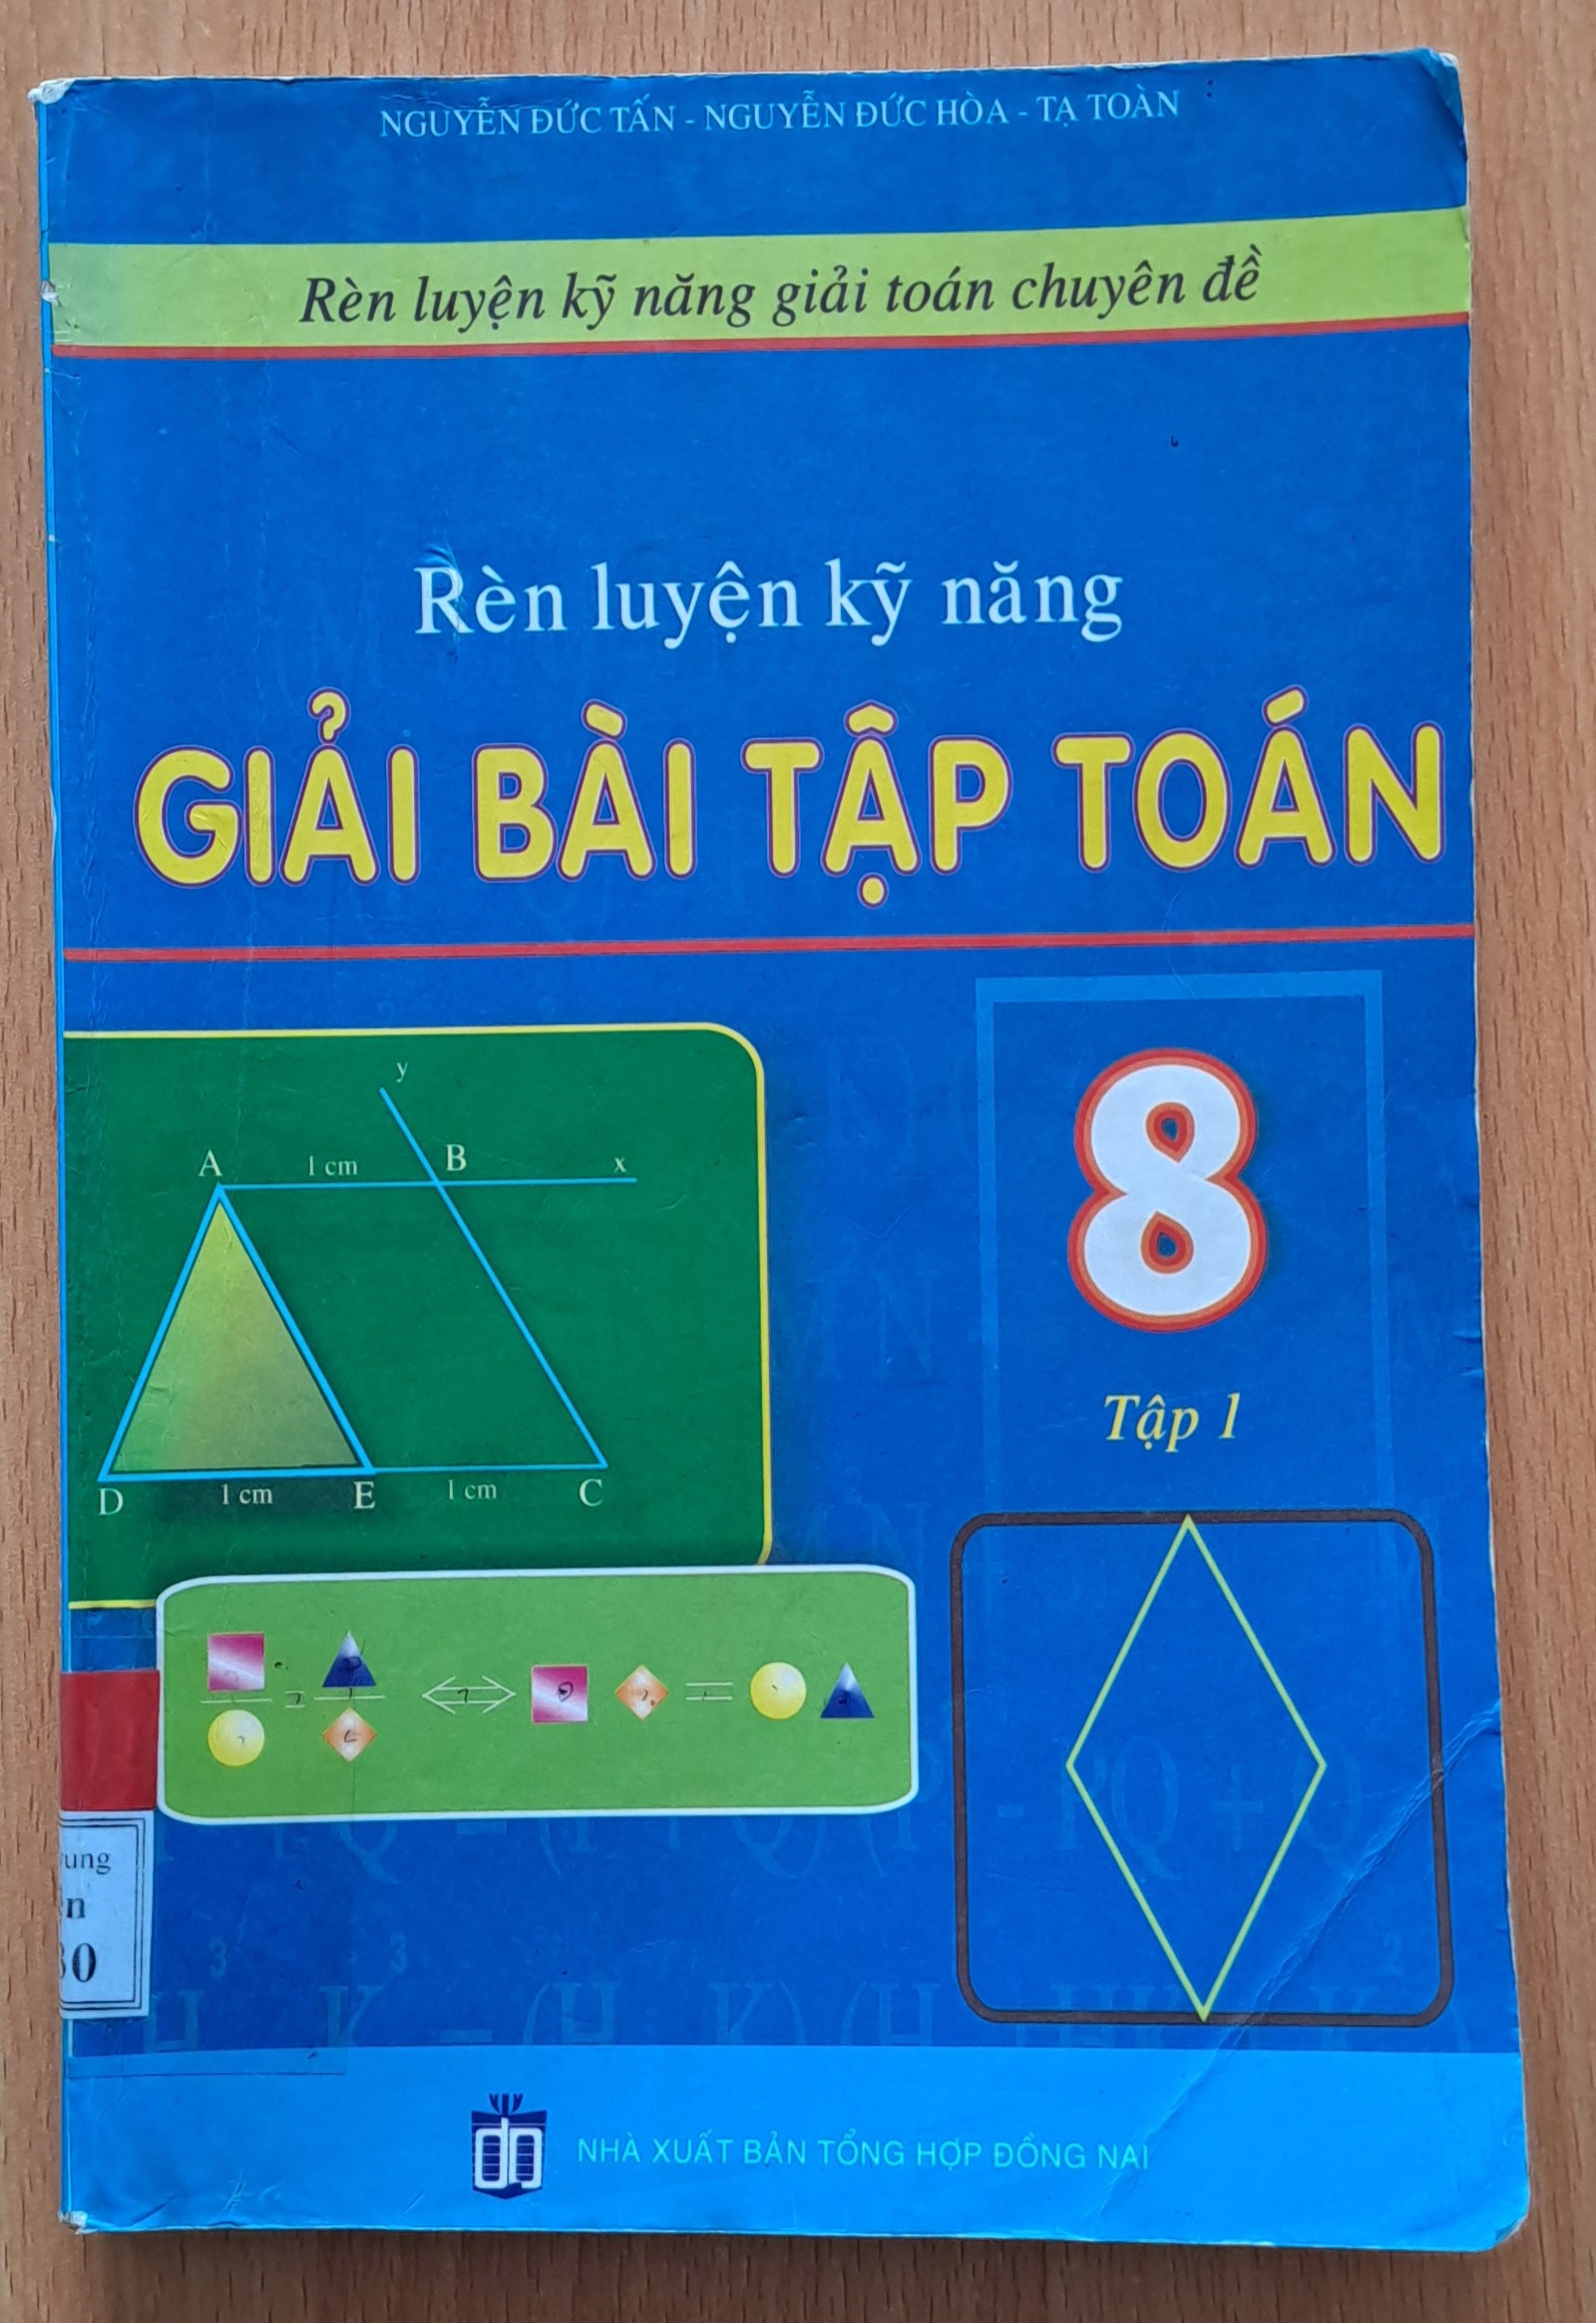 NGUYỄN ĐỨC TẤN - NGUYỄN ĐỨC HÒA - TẠ TOÀN
Rèn luyện kỹ năng giải toán chuyên đề
Rèn luyện kỹ năng
GIẢI BÀI TẬP TOÁN
8
Tập 1
y
A 1 cm B x
D 1 cm E 1 cm C
NHÀ XUẤT BẢN TỔNG HỢP ĐỒNG NAI